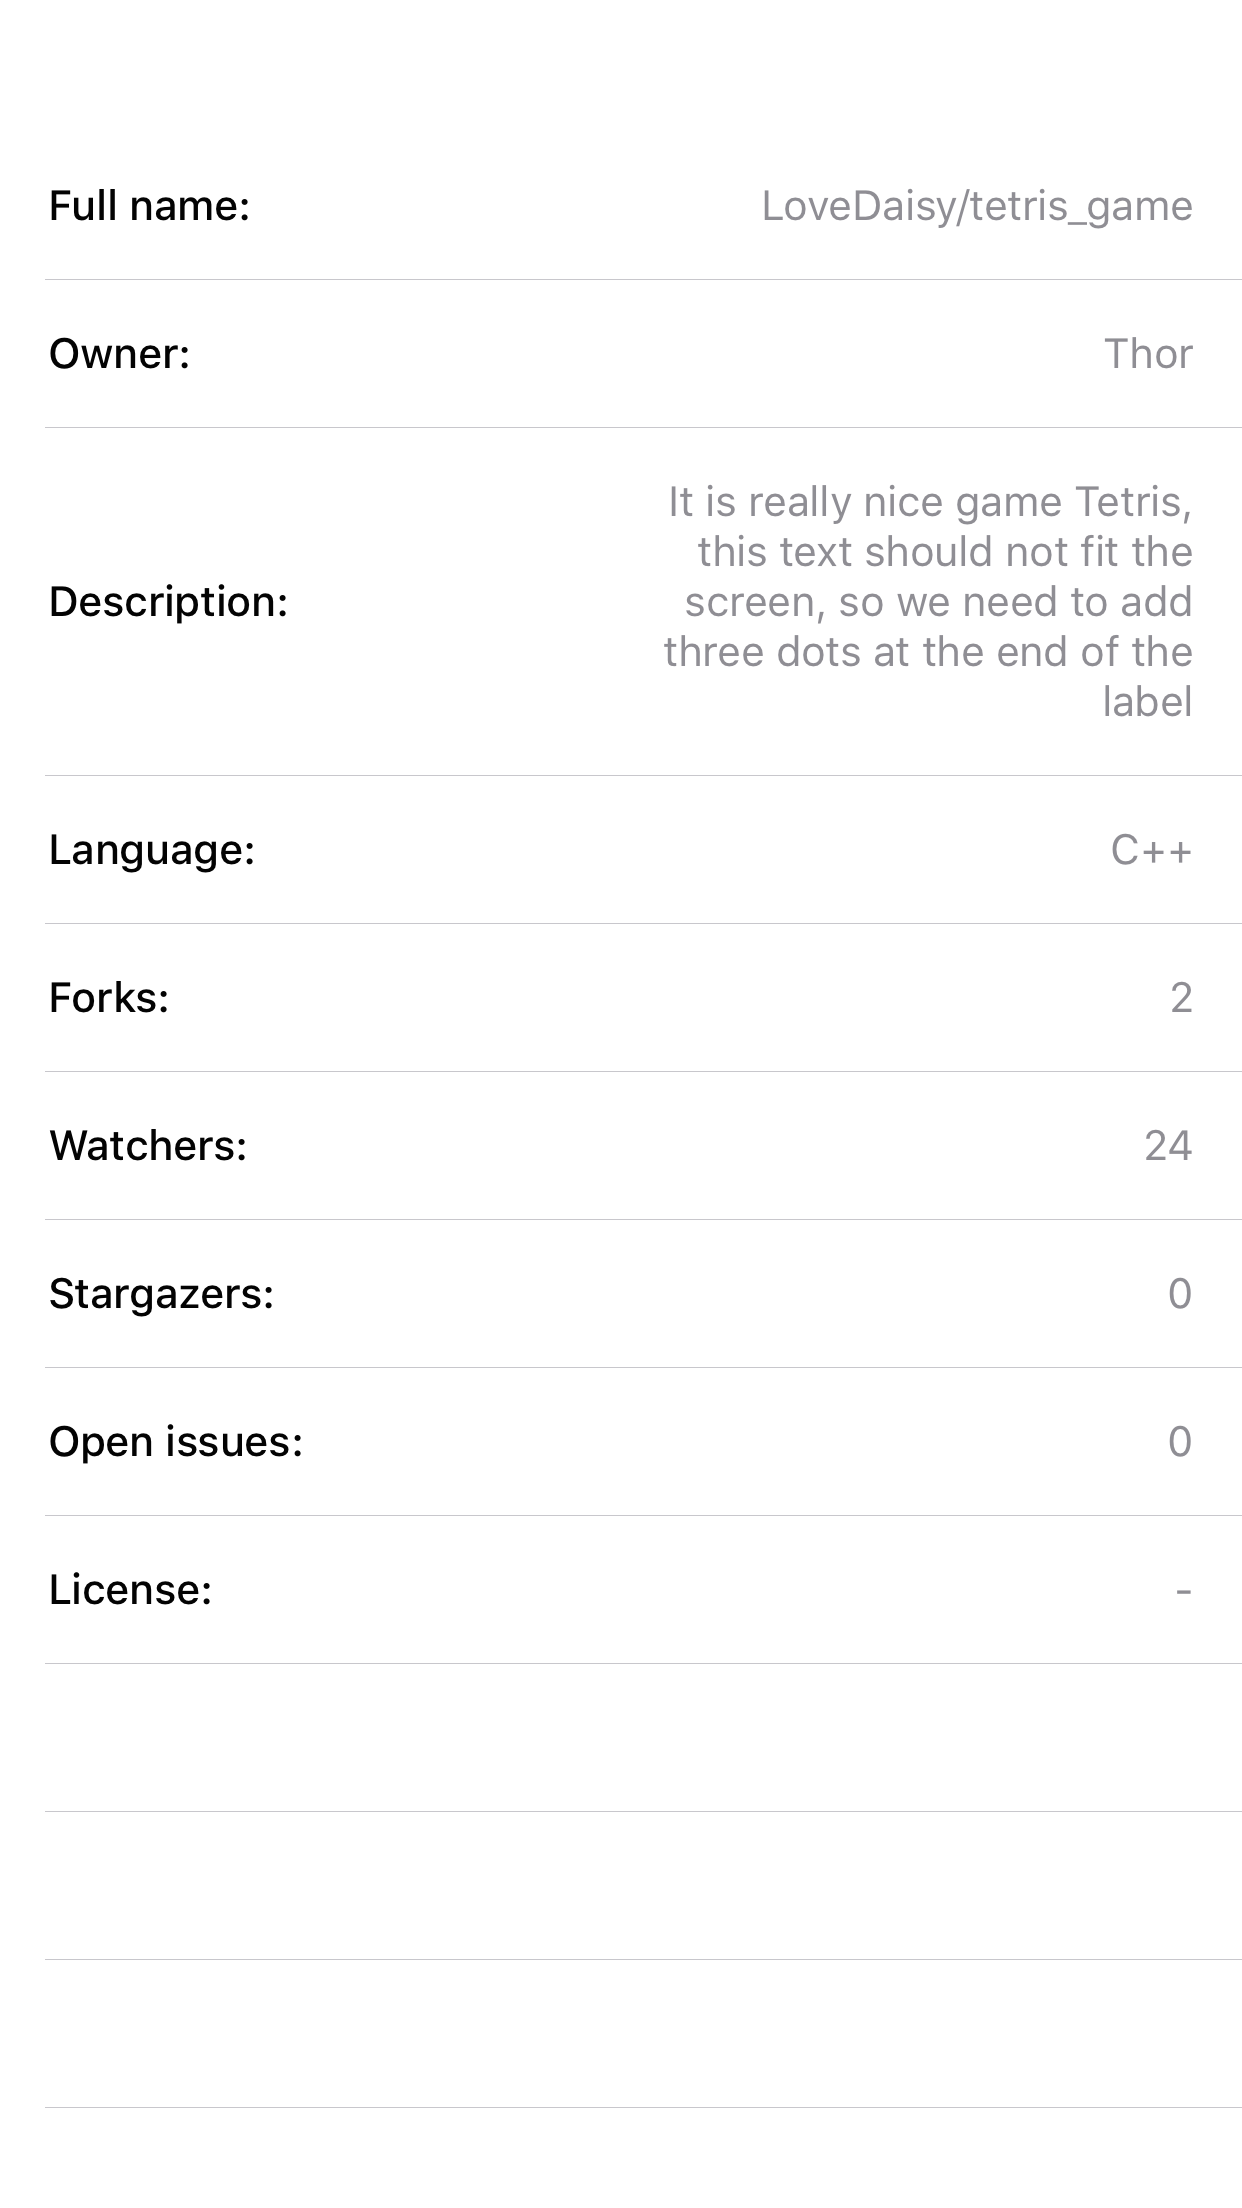 Full name: LoveDaisy/tetris_game
Owner: Thor
Description: It is really nice game Tetris,
this text should not fit the
screen, so we need to add
three dots at the end of the
label
Language: C++
Forks: 2
Watchers: 24
Stargazers: 0
Open issues: 0
License: -